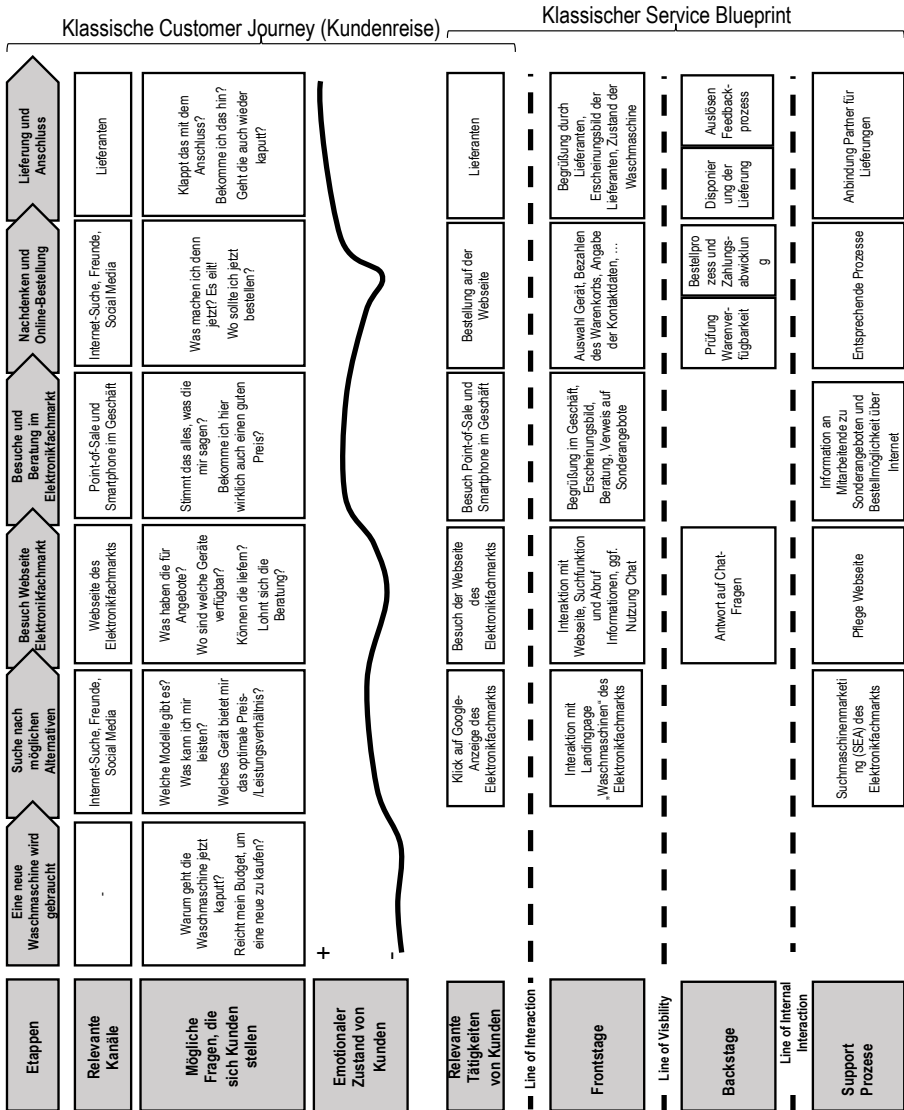 Klassische Customer Journey (Kundenreise)
Klassischer Service Blueprint
Etappen
Eine neue
Waschmaschine wird
gebraucht
Suche nach
möglichen
Alternativen
Besuch Webseite
Elektronikfachmarkt
Besuche und
Beratung im
Elektronikfachmarkt
Nachdenken und
Online-Bestellung
Lieferung und
Anschluss
Relevante
Kanäle
-
Internet-Suche, Freunde,
Social Media
Webseite des
Elektronikfachmarkts
Point-of-Sale und
Smartphone im Geschäft
Internet-Suche, Freunde,
Social Media
Lieferanten
Mögliche
Fragen, die
sich Kunden
stellen
Warum geht die
Waschmaschine jetzt
kaputt?
Reicht mein Budget, um
eine neue zu kaufen?
Welche Modelle gibt es?
Was kann ich mir
leisten?
Welches Gerät bietet mir
das optimale Preis-
/Leistungsverhältnis?
Was haben die für
Angebote?
Wo sind welche Geräte
verfügbar?
Können die liefern?
Lohnt sich die
Beratung?
Stimmt das alles, was die
mir sagen?
Bekomme ich hier
wirklich auch einen guten
Preis?
Was machen ich denn
jetzt? Es eilt!
Wo sollte ich jetzt
bestellen?
Klappt das mit dem
Anschluss?
Bekomme ich das hin?
Geht die auch wieder
kaputt?
Emotionaler
Zustand von
Kunden
+
-
Relevante
Tätigkeiten
von Kunden
Klick auf Google-
Anzeige des
Elektronikfachmarkts
Besuch der Webseite
des
Elektronikfachmarkts
Besuch Point-of-Sale und
Smartphone im Geschäft
Bestellung auf der
Webseite
Lieferanten
Line of Interaction
Frontstage
Interaktion mit
Landingpage
„Waschmaschinen“ des
Elektronikfachmarkts
Interaktion mit
Webseite, Suchfunktion
und Abruf
Informationen, ggf.
Nutzung Chat
Begrüßung im Geschäft,
Erscheinungsbild,
Beratung, Verweis auf
Sonderangebote
Auswahl Gerät, Bezahlen
des Warenkorbs, Angabe
der Kontaktdaten, …
Begrüßung durch
Lieferanten,
Erscheinungsbild der
Lieferanten, Zustand der
Waschmaschine
Line of Visbility
Backstage
Antwort auf Chat-
Fragen
Prüfung
Warenver-
fügbarkeit
Bestellpro
zess und
Zahlungs-
abwicklun
g
Disponier
ung der
Lieferung
Auslösen
Feedback-
prozess
Line of Internal
Interaction
Support
Prozese
Suchmaschinenmarketi
ng (SEA) des
Elektronikfachmarkts
Pflege Webseite
Information an
Mitarbeitende zu
Sonderangeboten und
Bestellmöglichkeit über
Internet
Entsprechende Prozesse
Anbindung Partner für
Lieferungen